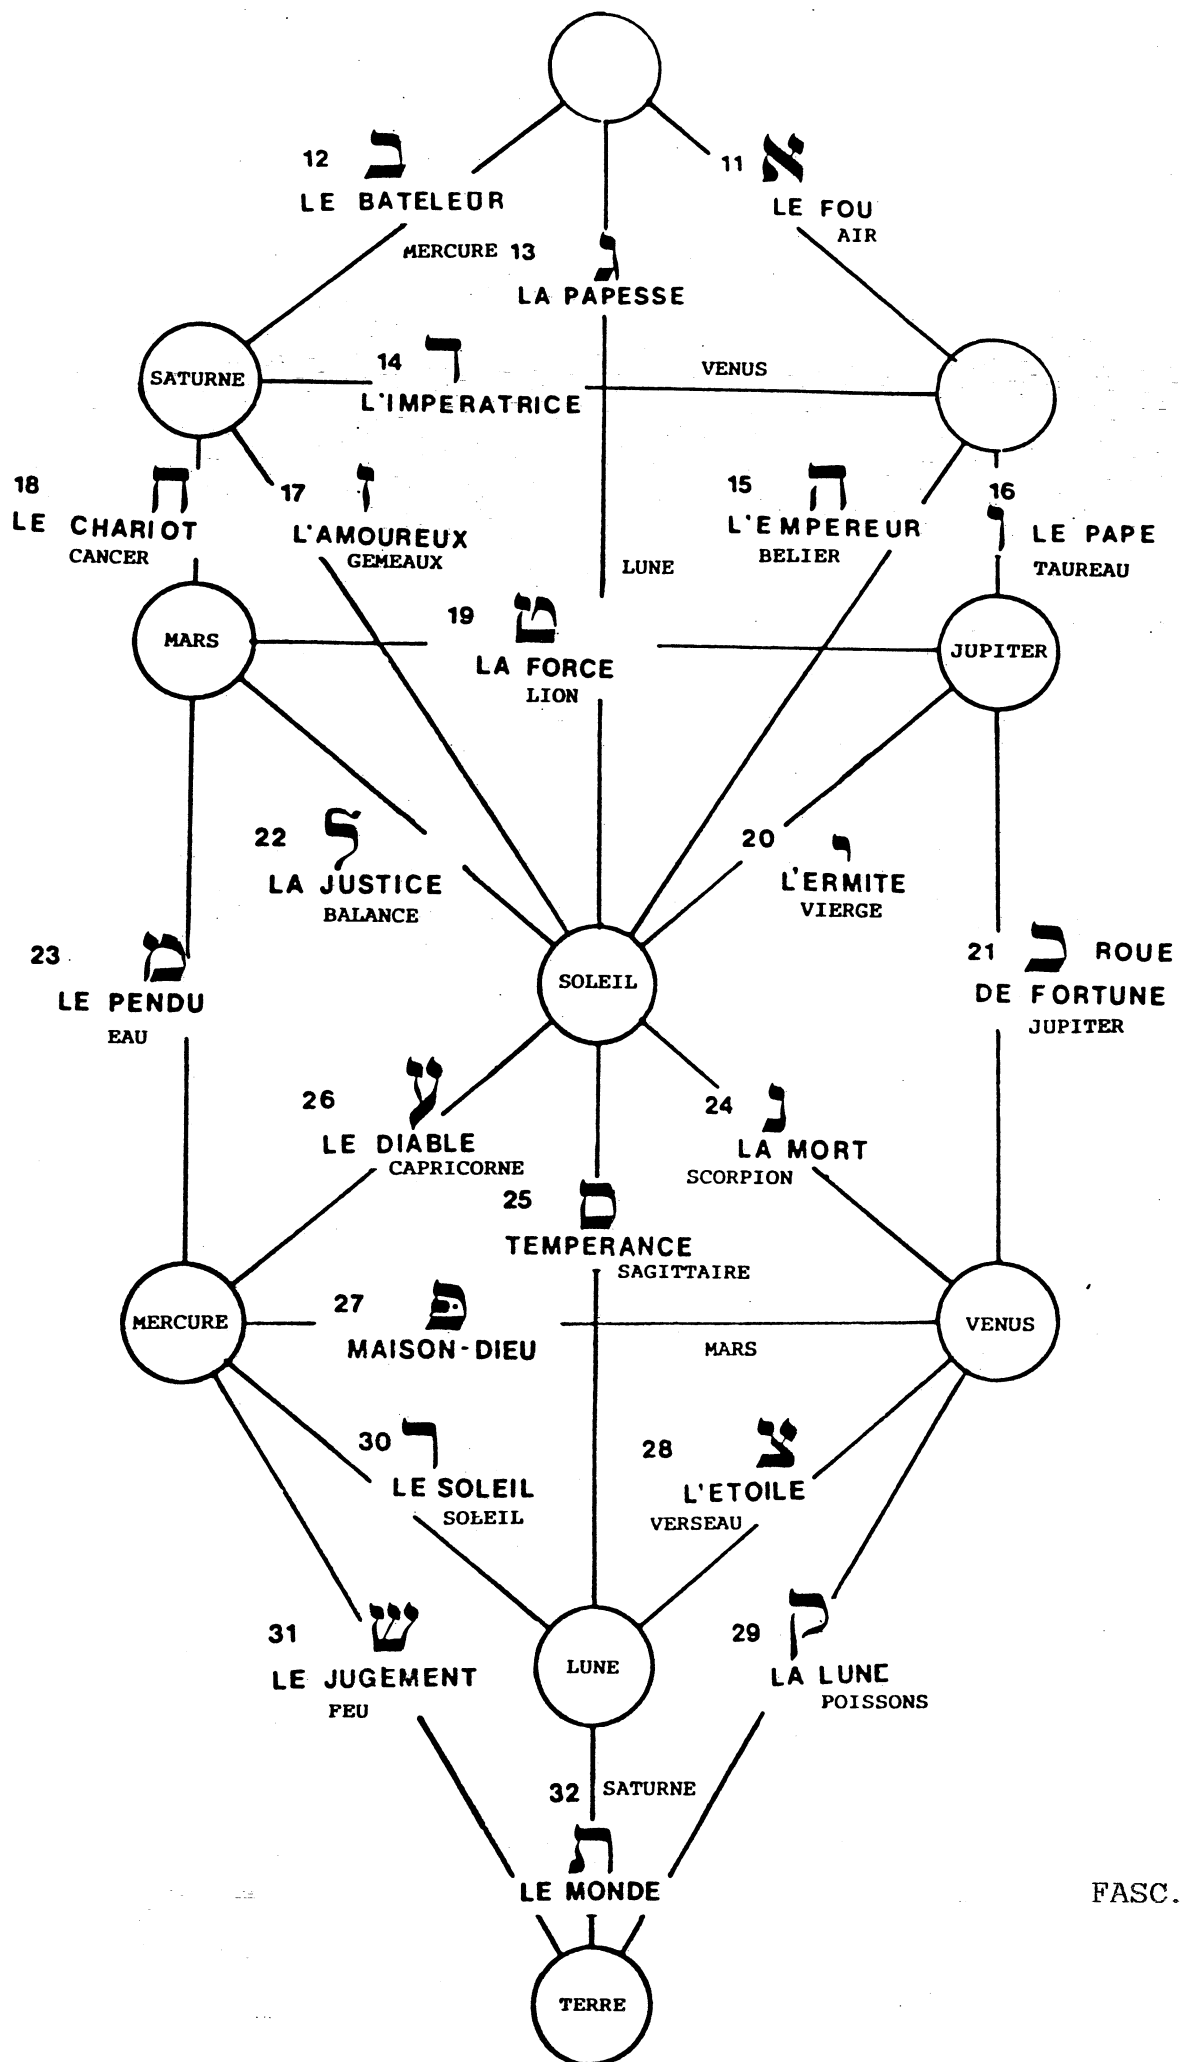 12 ב
LE BATELEUR
MERCURE
11 א
LE FOU
AIR
13 ג
LA PAPESSE
SATURNE
14 ד
L'IMPERATRICE
VENUS
18 ח
LE CHARIOT
CANCER
17 ז
L'AMOUREUX
GEMEAUX
15 ה
L'EMPEREUR
BELIER
16
ו LE PAPE
TAUREAU
LUNE
MARS
19 ט
LA FORCE
LION
JUPITER
22 ל
LA JUSTICE
BALANCE
20 י
L'ERMITE
VIERGE
23 מ
LE PENDU
EAU
SOLEIL
21 כ ROUE
DE FORTUNE
JUPITER
26 ע
LE DIABLE
CAPRICORNE
24 נ
LA MORT
SCORPION
25 ס
TEMPERANCE
SAGITTAIRE
MERCURE
27 פּ
MAISON-DIEU
MARS
VENUS
30 ר
LE SOLEIL
SOLEIL
28 צ
L'ETOILE
VERSEAU
31 ש
LE JUGEMENT
FEU
LUNE
29 ק
LA LUNE
POISSONS
32 SATURNE
ת
LE MONDE
FASC.
TERRE